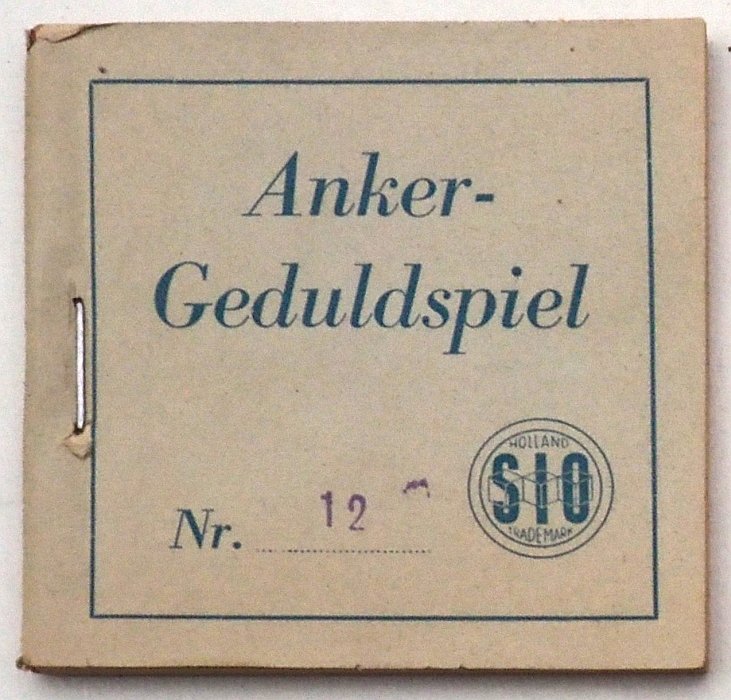 Anker-
Geduldspiel
Nr. 12
HOLLAND
SIO
TRADEMARK